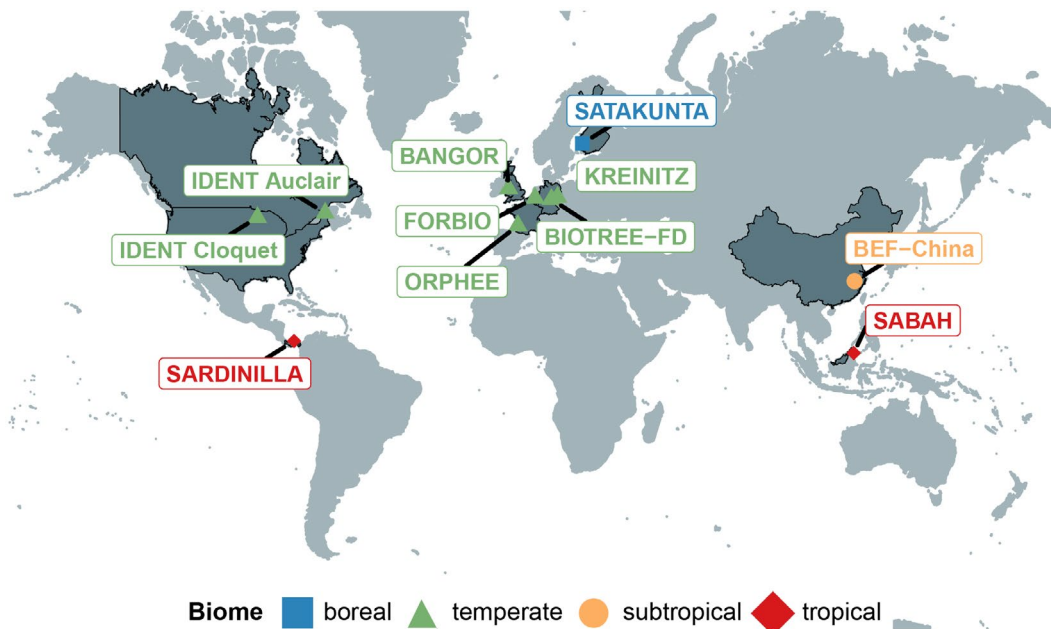 SATAKUNTA
BANGOR
KREINITZ
IDENT Auclair
FORBIO
BIOTREE−FD
IDENT Cloquet
BEF−China
ORPHEE
SABAH
SARDINILLA
Biome boreal temperate subtropical tropical